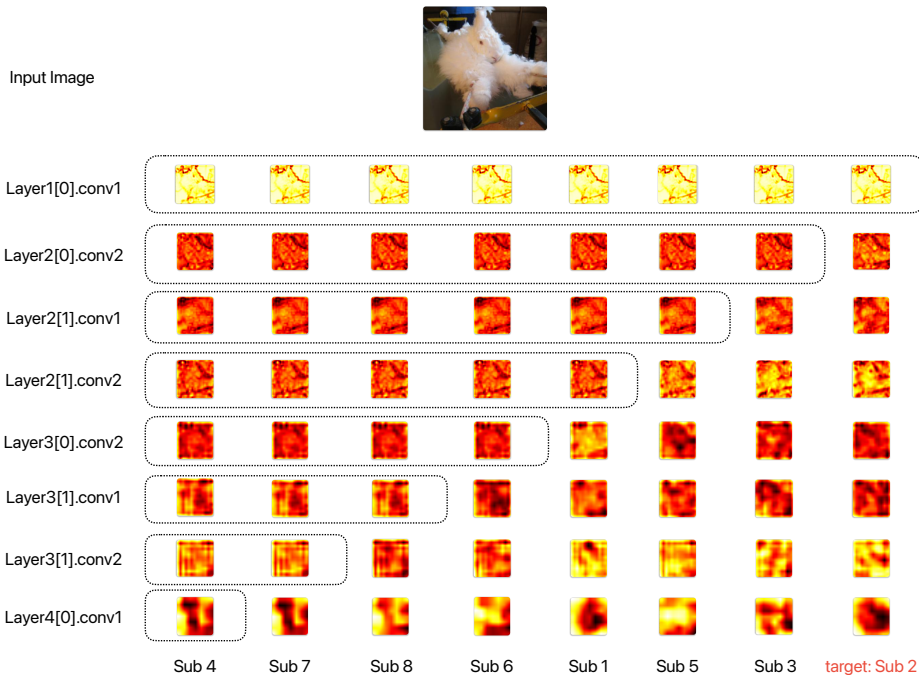 Input Image
Layer1[0].conv1
Layer2[0].conv2
Layer2[1].conv1
Layer2[1].conv2
Layer3[0].conv2
Layer3[1].conv1
Layer3[1].conv2
Layer4[0].conv1
Sub 4 Sub 7 Sub 8 Sub 6 Sub 1 Sub 5 Sub 3 target: Sub 2